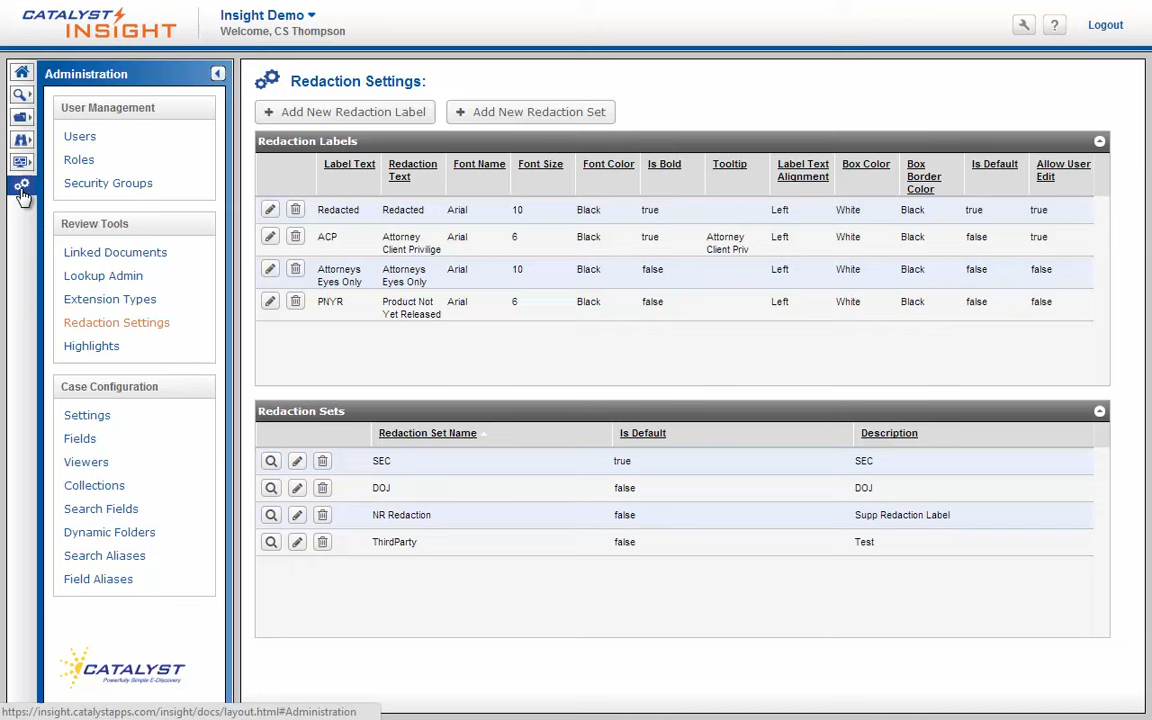 CATALYST
INSIGHT
Insight Demo
Welcome, CS Thompson
?
Logout
Administration
User Management
Users
Roles
Security Groups
Review Tools
Linked Documents
Lookup Admin
Extension Types
Redaction Settings
Highlights
Case Configuration
Settings
Fields
Viewers
Collections
Search Fields
Dynamic Folders
Search Aliases
Field Aliases
CATALYST
Powerfully Simple E-Discovery
Redaction Settings:
+ Add New Redaction Label + Add New Redaction Set
Redaction Labels
Label Text Redaction Text Font Name Font Size Font Color Is Bold Tooltip Label Text Alignment Box Color Box Border Color Is Default Allow User Edit
Redacted Redacted Arial 10 Black true Left White Black true true
ACP Attorney Client Privilige Arial 6 Black true Attorney Client Priv Left White Black false true
Attorneys Eyes Only Attorneys Eyes Only Arial 10 Black false Left White Black false false
PNYR Product Not Yet Released Arial 6 Black false Left White Black false false
Redaction Sets
Redaction Set Name Is Default Description
SEC true SEC
DOJ false DOJ
NR Redaction false Supp Redaction Label
ThirdParty false Test
https://insight.catalystapps.com/insight/docs/layout.html#Administration